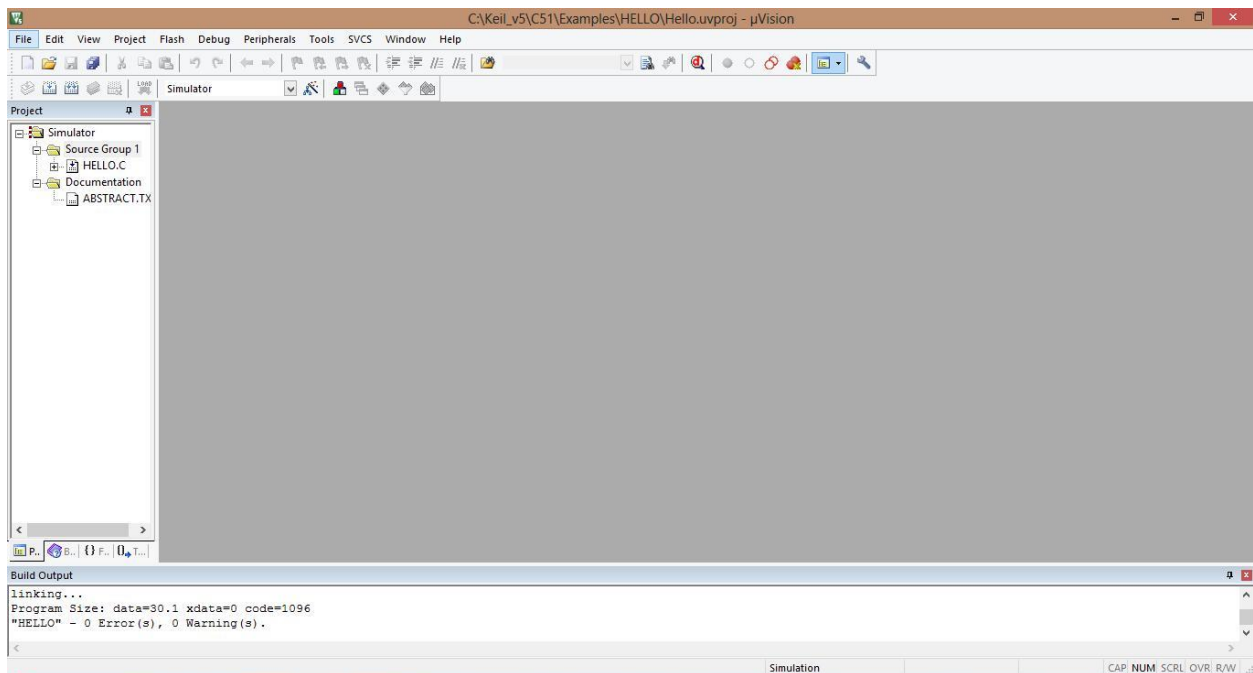 C:\Keil_v5\C51\Examples\HELLO\Hello.uvproj - µVision
File Edit View Project Flash Debug Peripherals Tools SVCS Window Help
Simulator
Project
Simulator
Source Group 1
HELLO.C
Documentation
ABSTRACT.TX
P.. B.. {} F.. 0 T...
Build Output
linking...
Program Size: data=30.1 xdata=0 code=1096
"HELLO" - 0 Error(s), 0 Warning(s).
Simulation CAP NUM SCRL OVR R/W